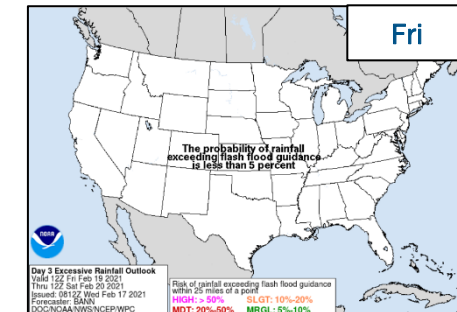 Fri
The probability of rainfall
exceeding flash flood guidance
is less than 5 percent
noaa
Day 3 Excessive Rainfall Outlook
Valid 12Z Fri Feb 19 2021
Thru 12Z Sat Feb 20 2021
Issued: 0812Z Wed Feb 17 2021
Forecaster: BANN
DOC/NOAA/NWS/NCEP/WPC
Risk of rainfall exceeding flash flood guidance
within 25 miles of a point
HIGH: > 50% SLGT: 10%-20%
MDT: 20%-50% MRGL: 5%-10%